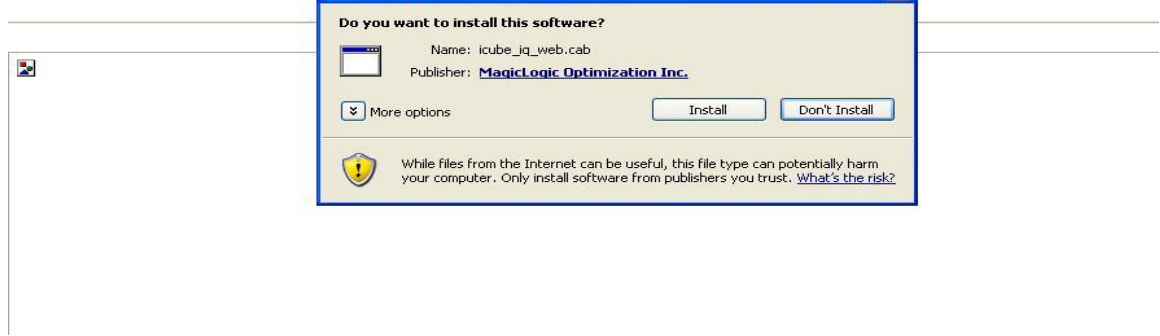 Do you want to install this software?
Name: icube_iq_web.cab
Publisher: MagicLogic Optimization Inc.
More options
Install
Don't Install
While files from the Internet can be useful, this file type can potentially harm
your computer. Only install software from publishers you trust. What's the risk?